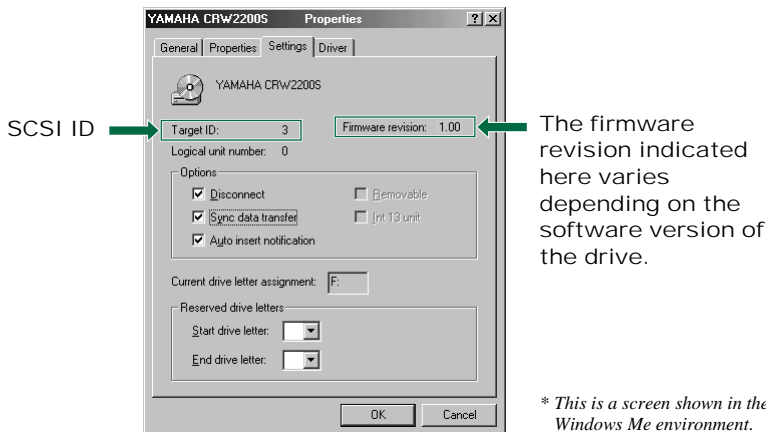 YAMAHA CRW2200S Properties
General Properties Settings Driver
YAMAHA CRW2200S
SCSI ID
Target ID: 3
Firmware revision: 1.00
The firmware
revision indicated
here varies
depending on the
software version of
the drive.
Logical unit number: 0
Options
Disconnect
Removable
Sync data transfer
Int 13 unit
Auto insert notification
Current drive letter assignment: F:
Reserved drive letters
Start drive letter:
End drive letter:
OK Cancel
* This is a screen shown in the
Windows Me environment.